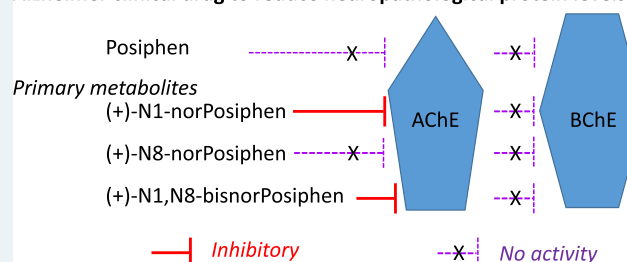 Posiphen
Primary metabolites
(+)-N1-norPosiphen
(+)-N8-norPosiphen
(+)-N1,N8-bisnorPosiphen
AChE
BChE
Inhibitory
No activity